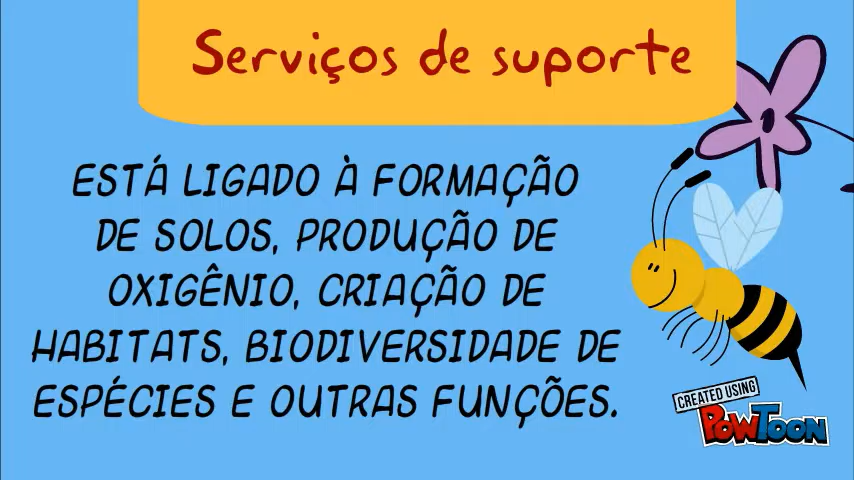 Serviços de suporte
ESTÁ LIGADO À FORMAÇÃO
DE SOLOS, PRODUÇÃO DE
OXIGÊNIO, CRIAÇÃO DE
HABITATS, BIODIVERSIDADE DE
ESPÉCIES E OUTRAS FUNÇÕES.
CREATED USING
POWTOON